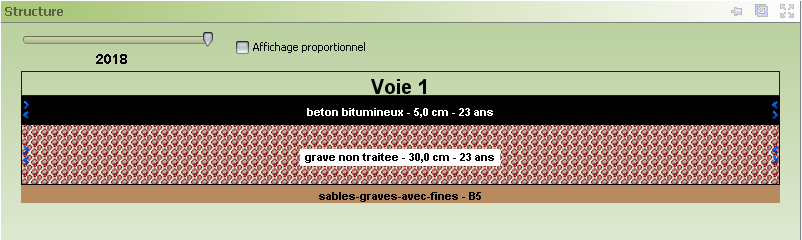 Structure
2018
Affichage proportionnel
Voie 1
beton bitumineux - 5,0 cm - 23 ans
grave non traitee - 30,0 cm - 23 ans
sables-graves-avec-fines - B5